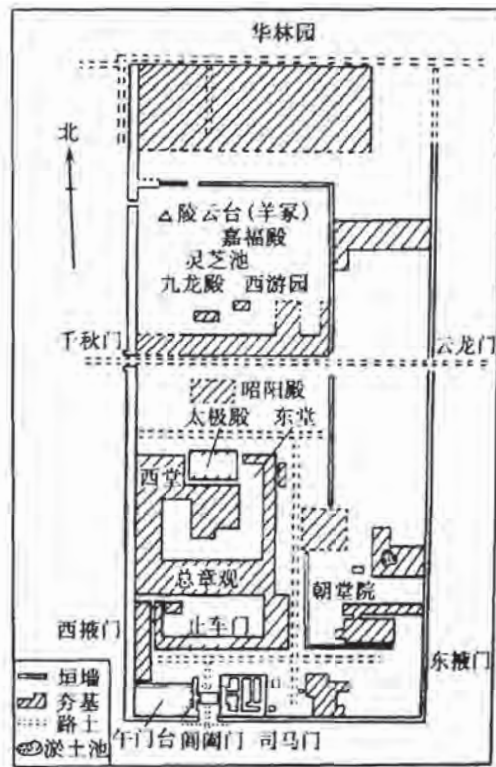 华林园
北
陵云台(羊冢)
嘉福殿
灵芝池
九龙殿 西游园
千秋门
云龙门
昭阳殿
太极殿 东堂
西堂
总章观
朝堂院
西掖门
止车门
东掖门
垣墙
夯基
路土
淤土池
午门台 阊阖门 司马门